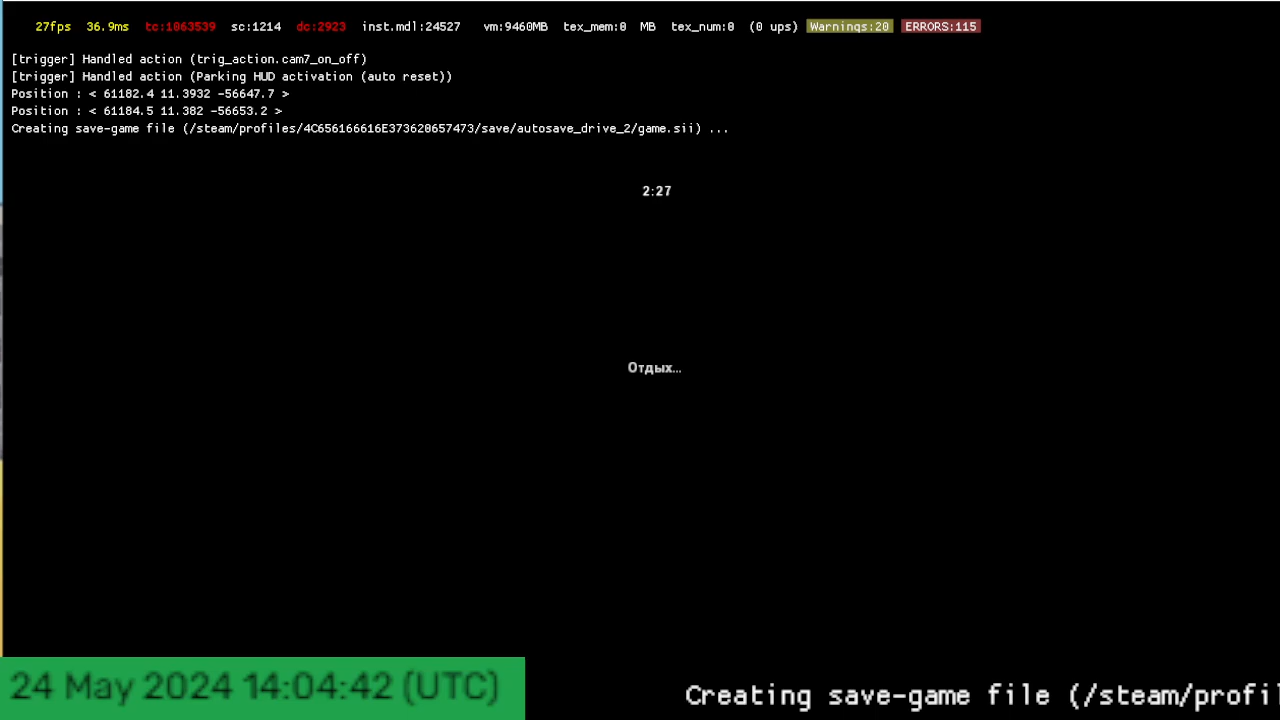 27fps 36.9ms tc:1063539 sc:1214 dc:2923 inst.mdl:24527 vm:9460MB tex_mem:0 MB tex_num:0 (0 ups) Warnings:20 ERRORS:115
[trigger] Handled action (trig_action.cam7_on_off)
[trigger] Handled action (Parking HUD activation (auto reset))
Position : < 61182.4 11.3932 -56647.7 >
Position : < 61184.5 11.382 -56653.2 >
Creating save-game file (/steam/profiles/4C656166616E373620657473/save/autosave_drive_2/game.sii) ...
2:27
Отдых...
24 May 2024 14:04:42 (UTC)
Creating save-game file (/steam/profi